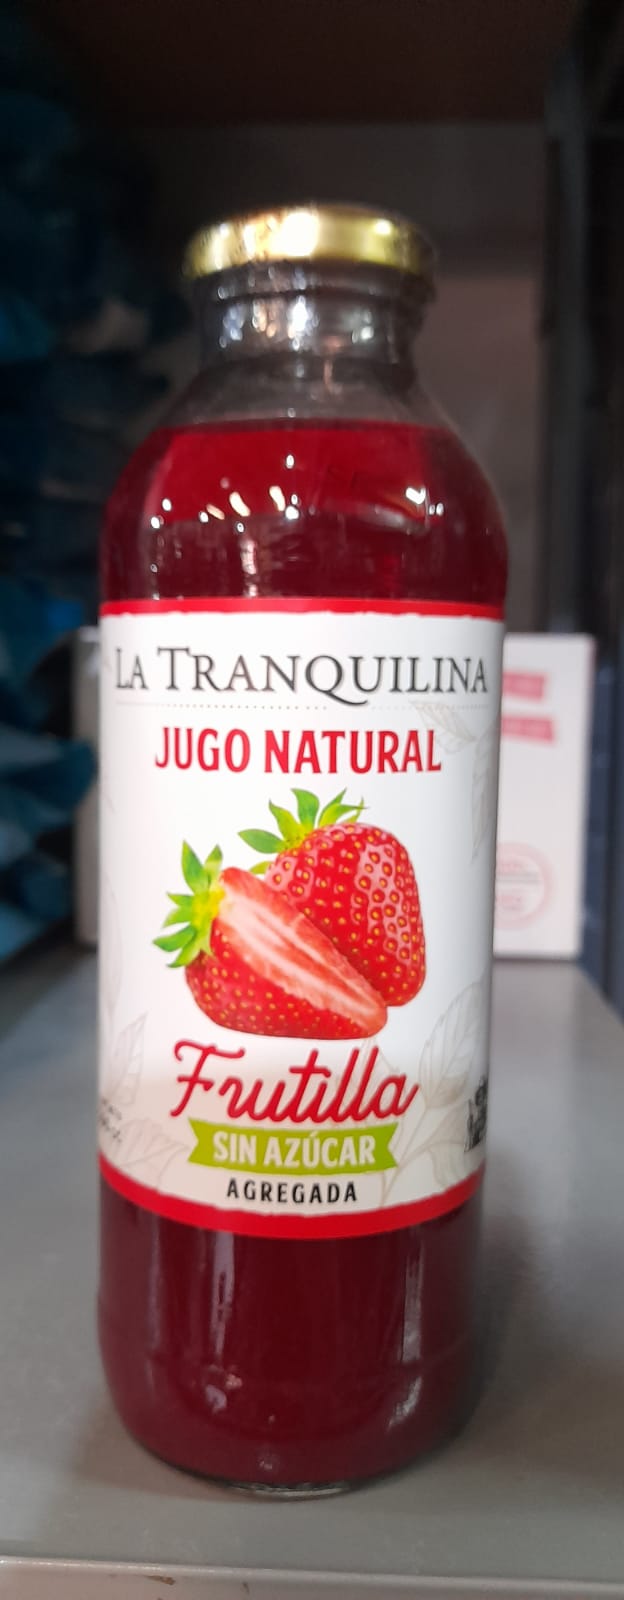 LA TRANQUILINA
JUGO NATURAL
Frutilla
SIN AZÚCAR
AGREGADA